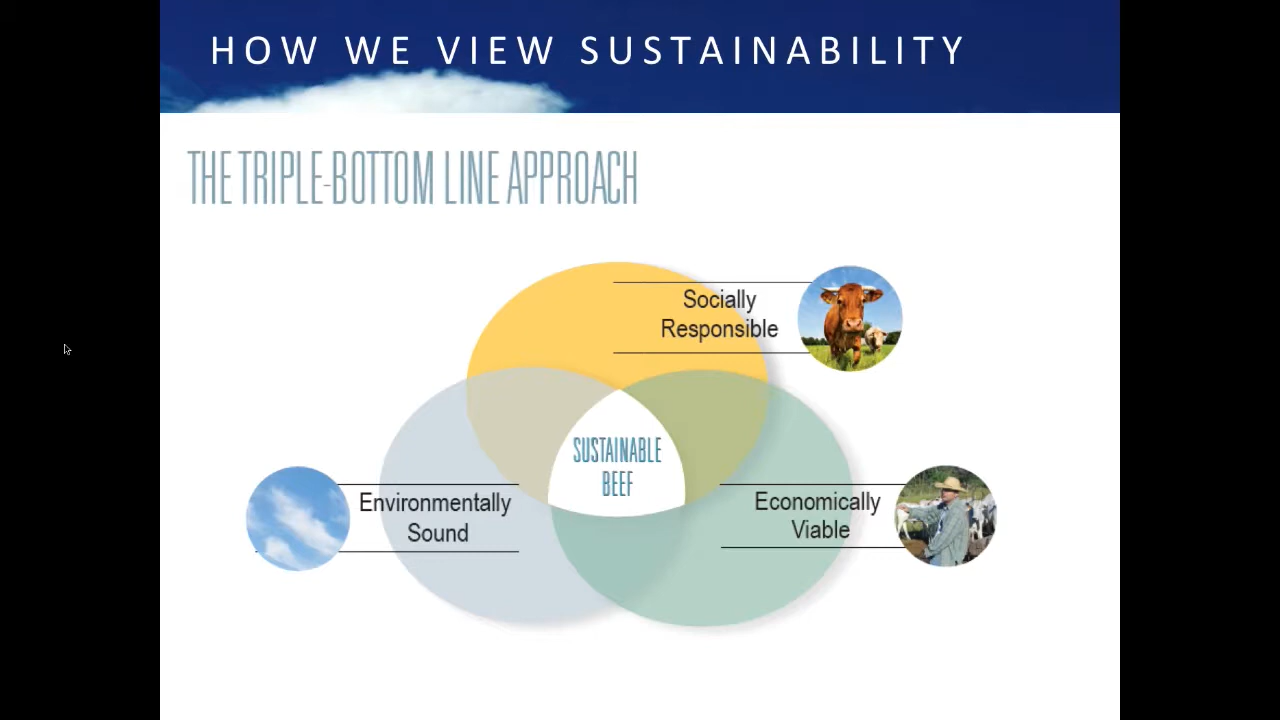 HOW WE VIEW SUSTAINABILITY
THE TRIPLE-BOTTOM LINE APPROACH
Socially
Responsible
SUSTAINABLE
BEEF
Environmentally
Sound
Economically
Viable